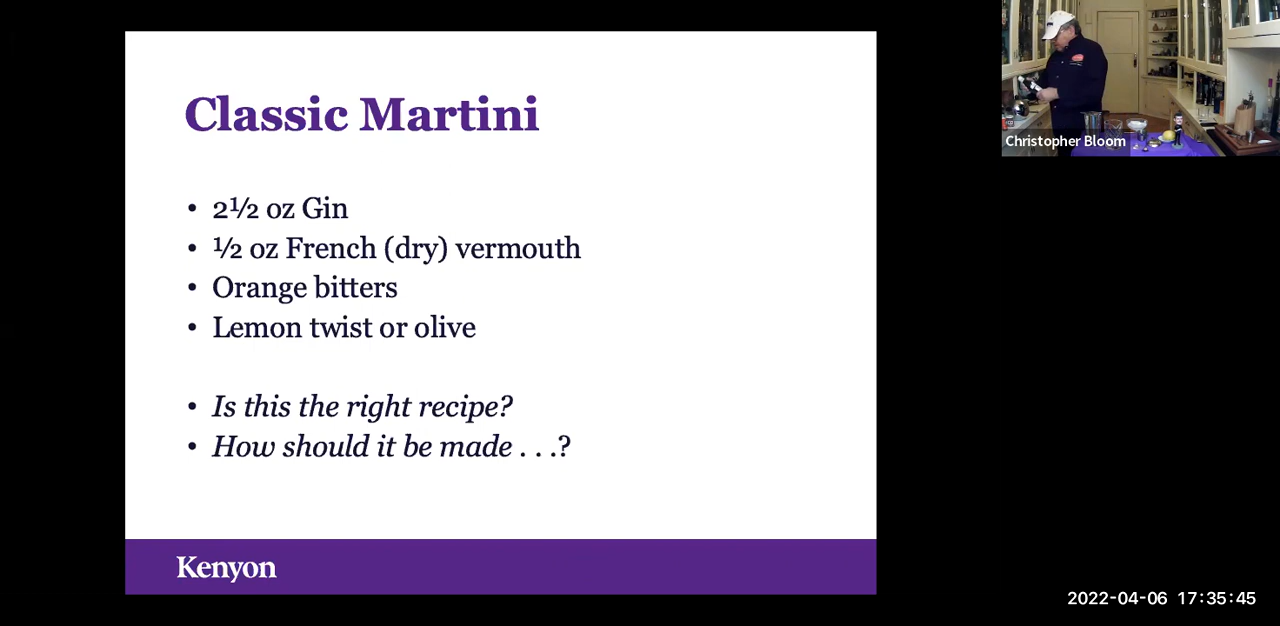 Classic Martini
• 2½ oz Gin
• ½ oz French (dry) vermouth
• Orange bitters
• Lemon twist or olive
• Is this the right recipe?
• How should it be made . . .?
Kenyon
Christopher Bloom
2022-04-06 17:35:45